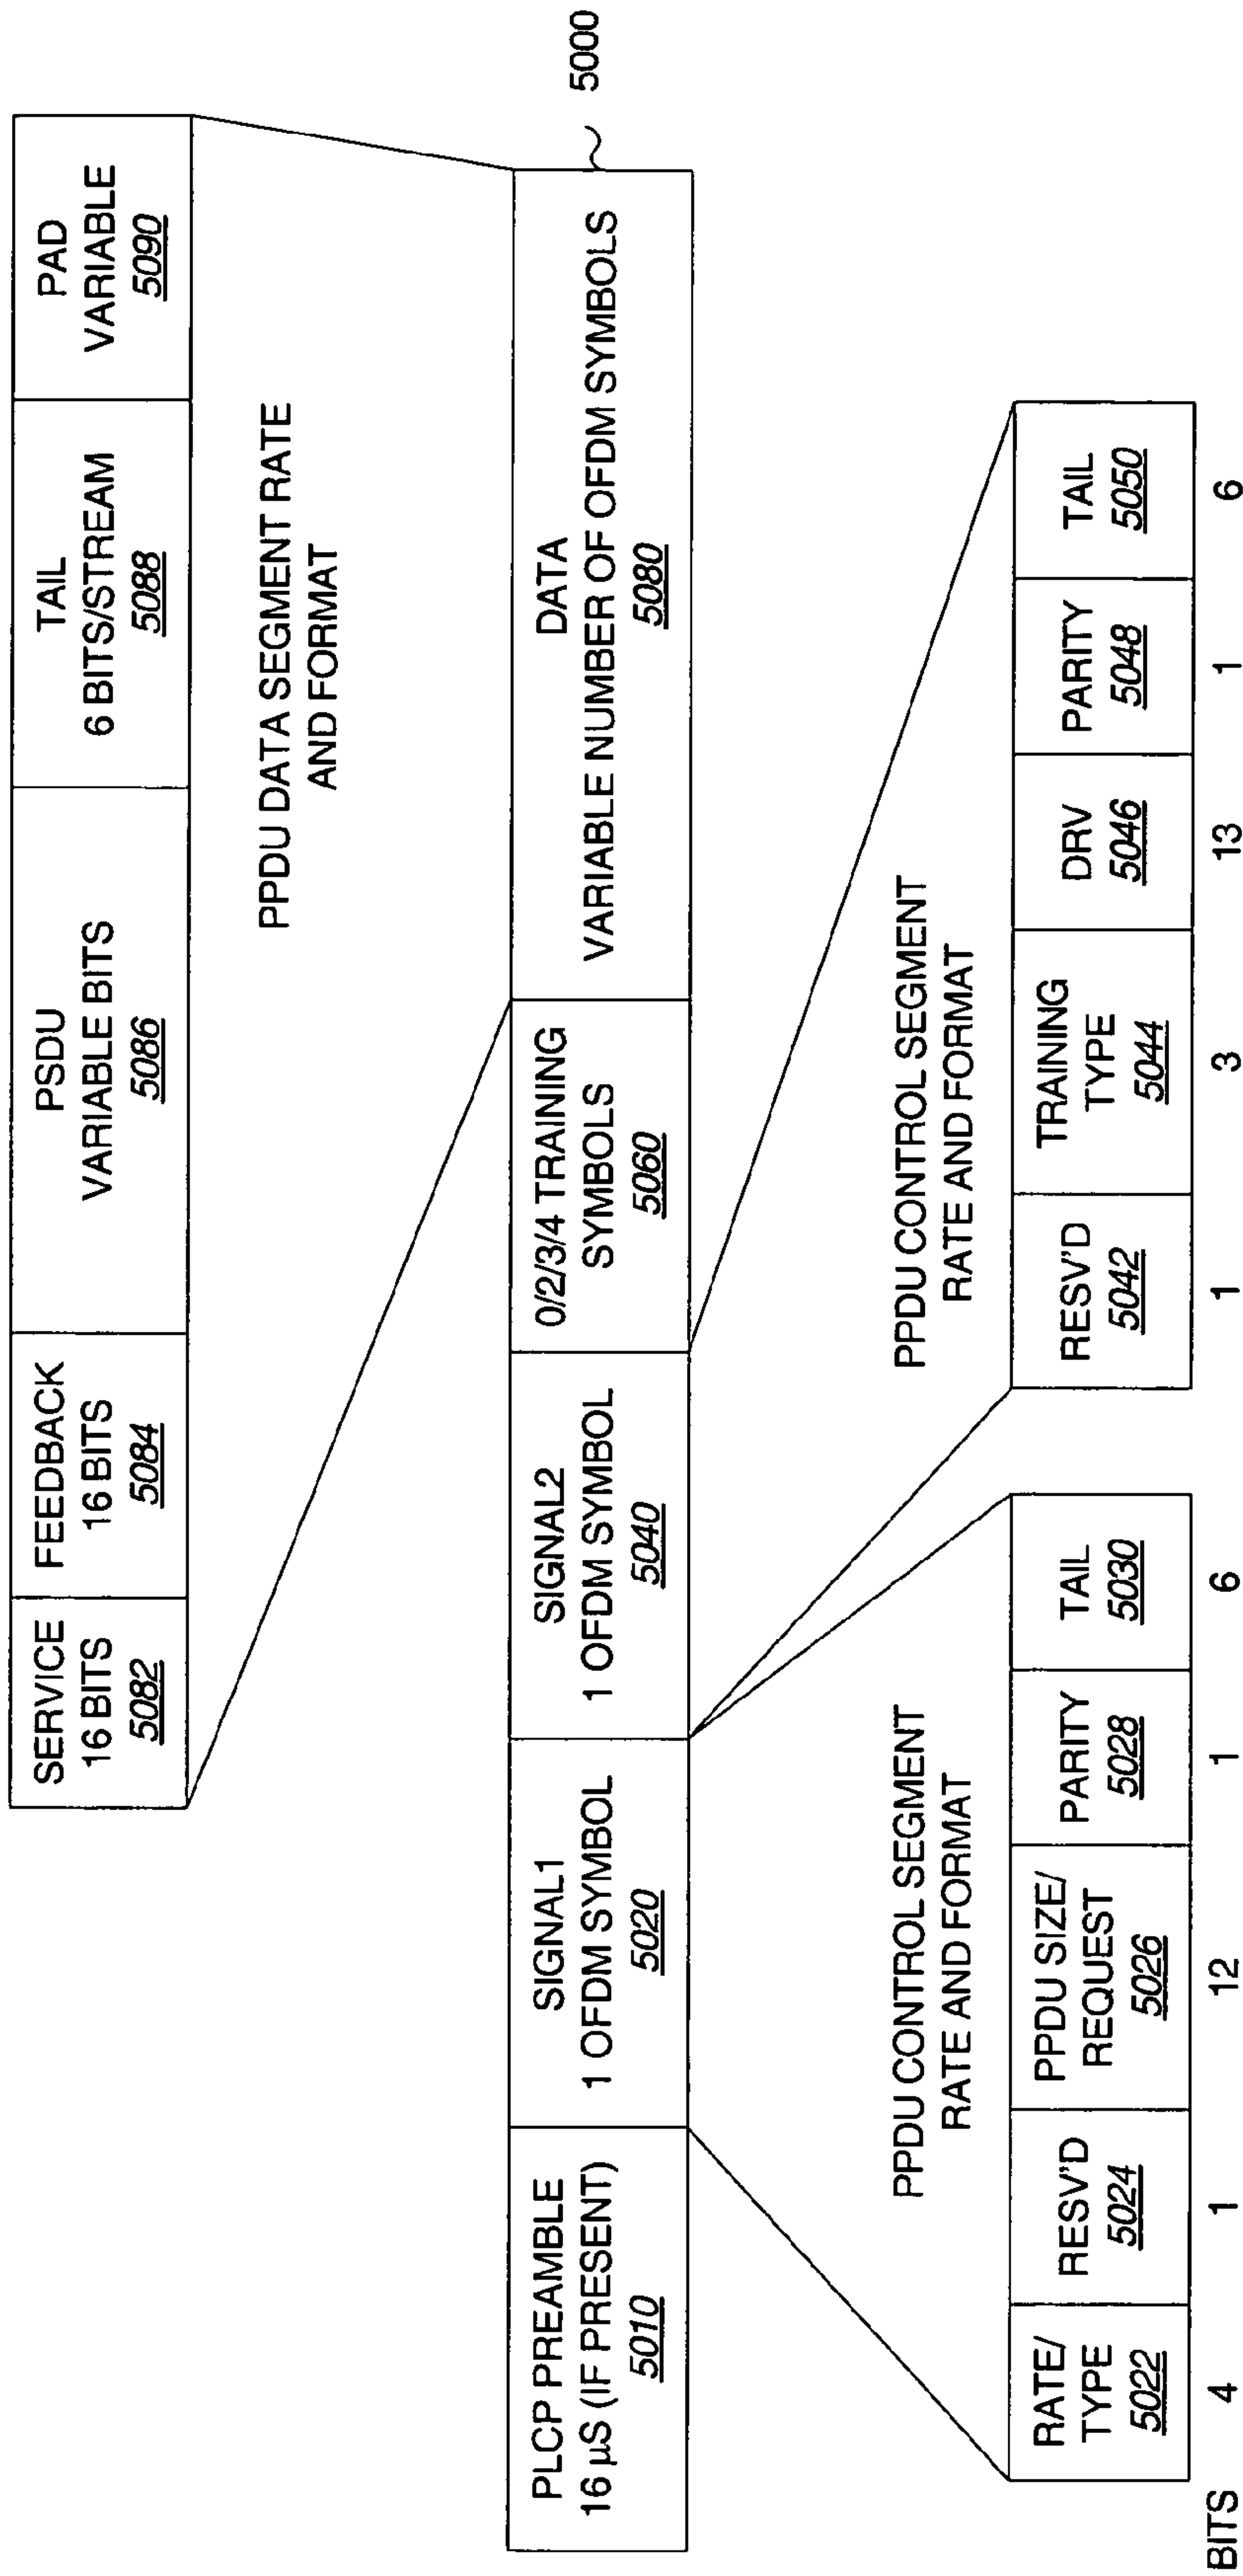 SERVICE
16 BITS
5082
FEEDBACK
16 BITS
5084
PSDU
VARIABLE BITS
5086
TAIL
6 BITS/STREAM
5088
PAD
VARIABLE
5090
PPDU DATA SEGMENT RATE
AND FORMAT
PLCP PREAMBLE
16 µS (IF PRESENT)
5010
SIGNAL1
1 OFDM SYMBOL
5020
SIGNAL2
1 OFDM SYMBOL
5040
0/2/3/4 TRAINING
SYMBOLS
5060
DATA
VARIABLE NUMBER OF OFDM SYMBOLS
5080
5000
PPDU CONTROL SEGMENT
RATE AND FORMAT
PPDU CONTROL SEGMENT
RATE AND FORMAT
RATE/
TYPE
5022
RESV'D
5024
PPDU SIZE/
REQUEST
5026
PARITY
5028
TAIL
5030
RESV'D
5042
TRAINING
TYPE
5044
DRV
5046
PARITY
5048
TAIL
5050
BITS 4 1 12 1 6 1 3 13 1 6